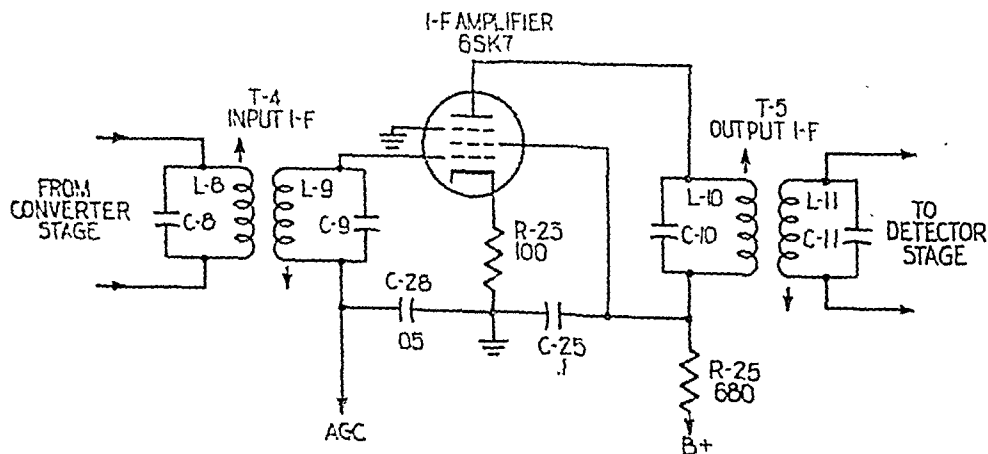 I-F AMPLIFIER
6SK7
T-4
INPUT I-F
T-5
OUTPUT I-F
FROM
CONVERTER
STAGE
L-8
C-8
L-9
C-9
R-23
100
L-10
C-10
L-11
C-11
TO
DETECTOR
STAGE
C-28
05
C-25
.1
R-25
680
AGC
B+